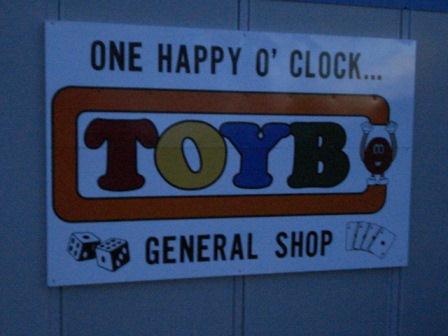 ONE HAPPY O' CLOCK...
TOYB
GENERAL SHOP